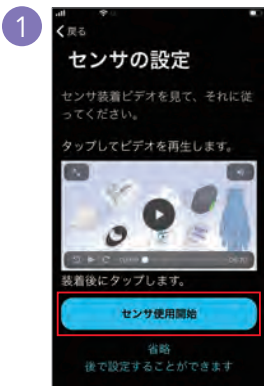 1
戻る
センサの設定
センサ装着ビデオを見て、それに従
ってください。
タップしてビデオを再生します。
装着後にタップします。
センサ使用開始
省略
後で設定することができます